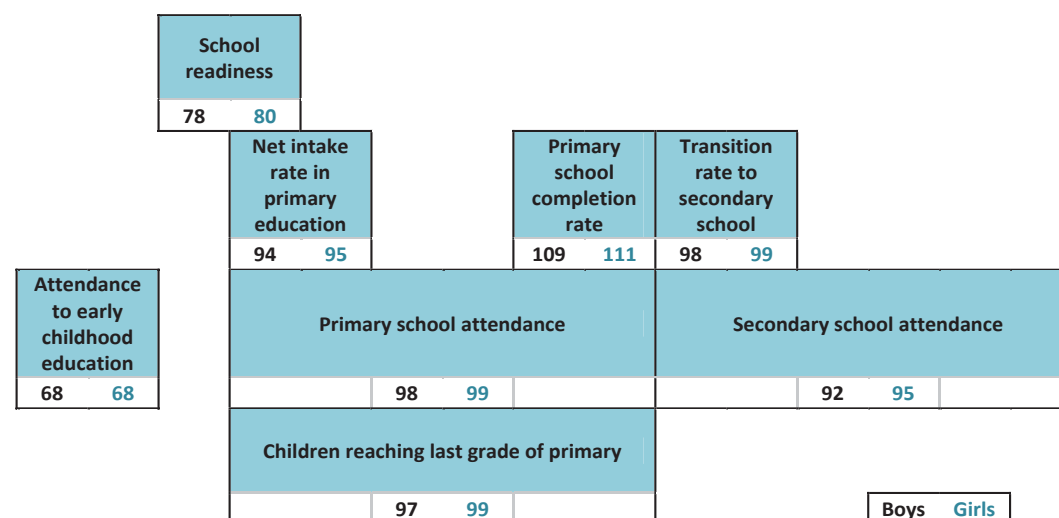 School
readiness
78 80
Net intake
rate in
primary
education
94 95
Primary
school
completion
rate
109 111
Transition
rate to
secondary
school
98 99
Attendance
to early
childhood
education
68 68
Primary school attendance
98 99
Secondary school attendance
92 95
Children reaching last grade of primary
97 99
Boys Girls